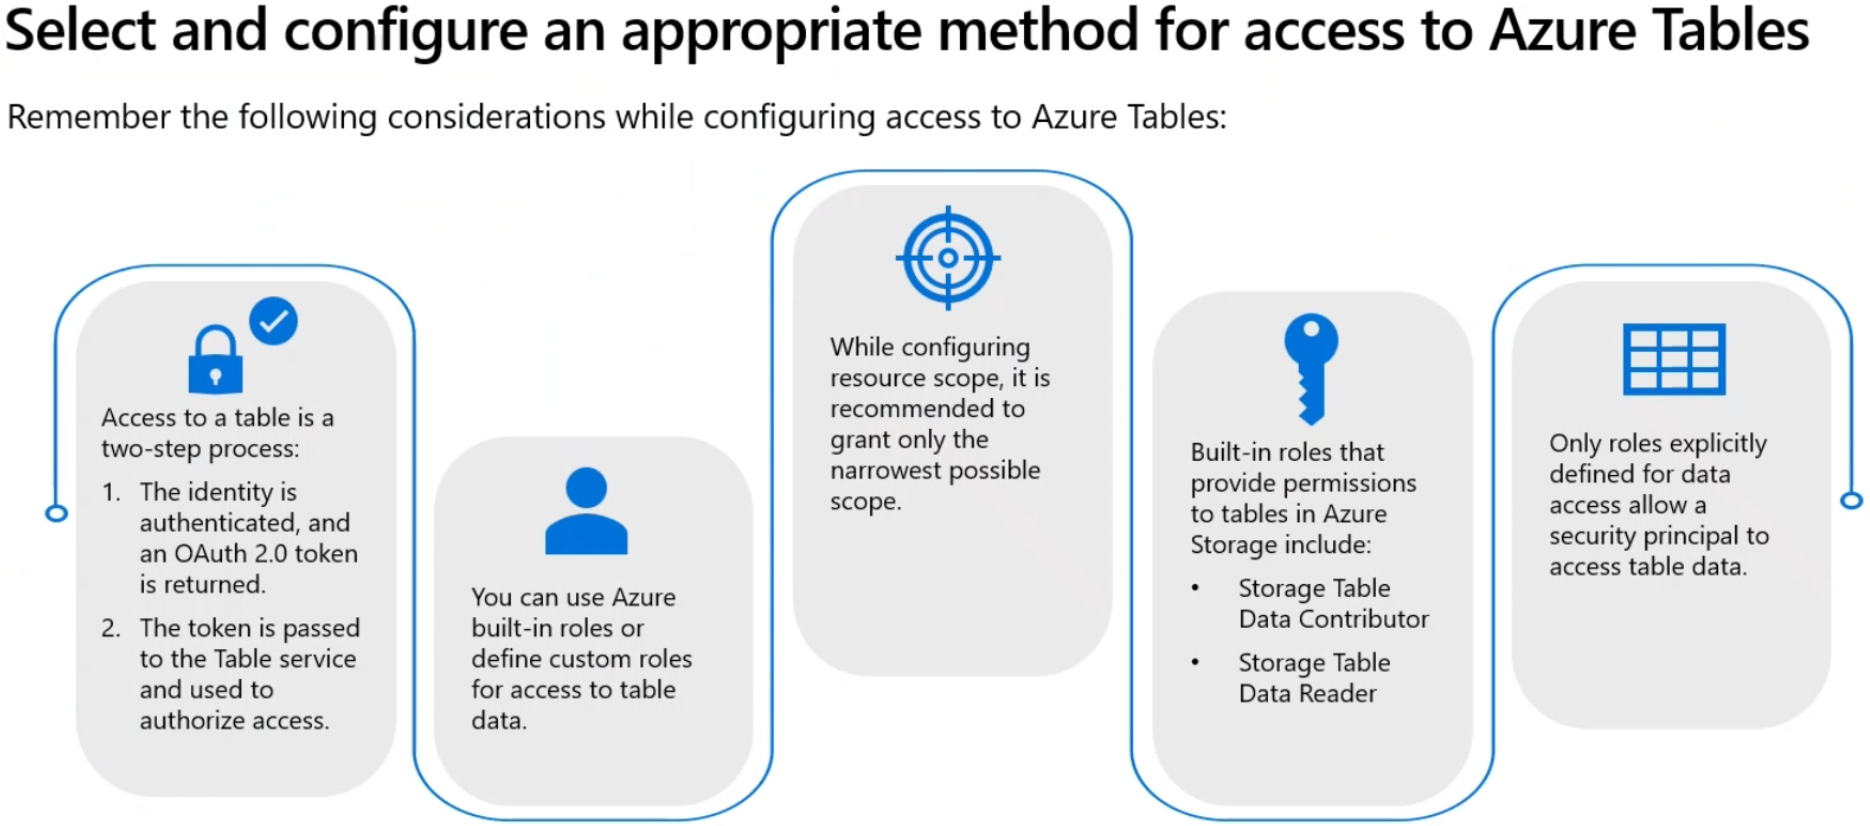 Select and configure an appropriate method for access to Azure Tables
Remember the following considerations while configuring access to Azure Tables:
Access to a table is a
two-step process:
1. The identity is
authenticated, and
an OAuth 2.0 token
is returned.
2. The token is passed
to the Table service
and used to
authorize access.
You can use Azure
built-in roles or
define custom roles
for access to table
data.
While configuring
resource scope, it is
recommended to
grant only the
narrowest possible
scope.
Built-in roles that
provide permissions
to tables in Azure
Storage include:
• Storage Table
Data Contributor
• Storage Table
Data Reader
Only roles explicitly
defined for data
access allow a
security principal to
access table data.